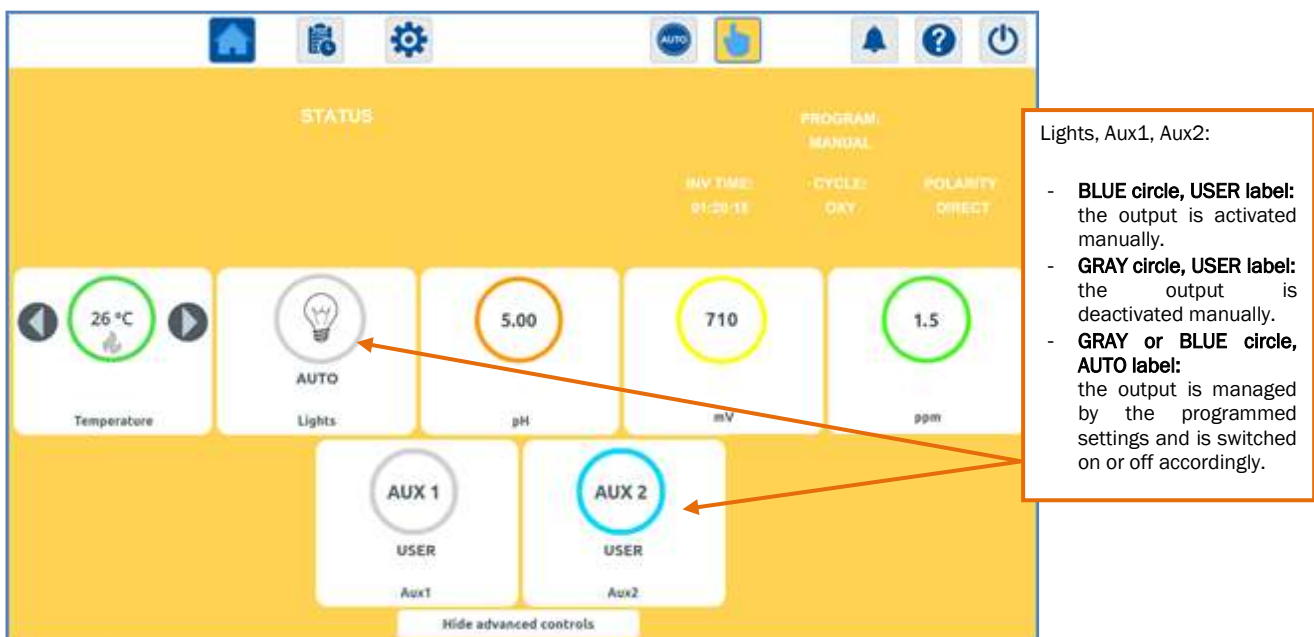 AUTO
STATUS
PROGRAM:
MANUAL
INV TIME: CYCLE: POLARITY
01:20:15 OXY DIRECT
26 °C
5.00
710
1.5
AUTO
Temperature
Lights
pH
mV
ppm
AUX 1
AUX 2
USER
USER
Aux1
Aux2
Hide advanced controls
Lights, Aux1, Aux2:
- BLUE circle, USER label:
the output is activated
manually.
- GRAY circle, USER label:
the output is
deactivated manually.
- GRAY or BLUE circle,
AUTO label:
the output is managed
by the programmed
settings and is switched
on or off accordingly.